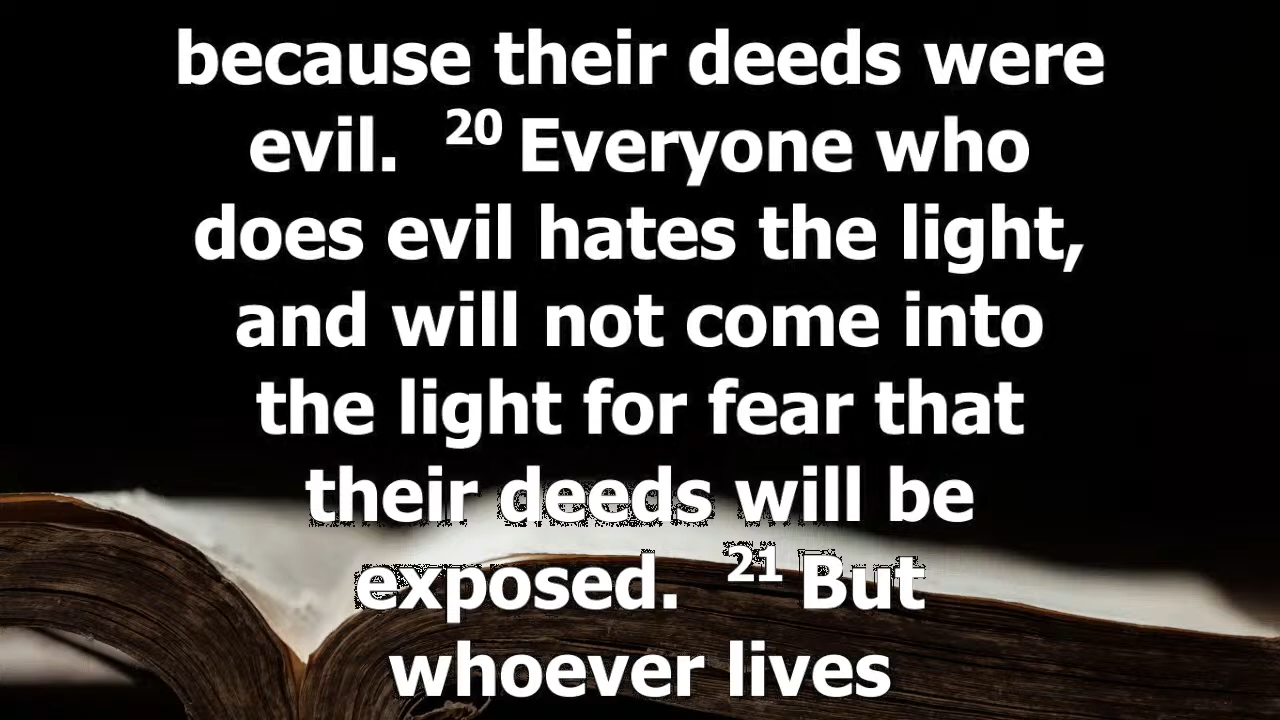 because their deeds were
evil. 20 Everyone who
does evil hates the light,
and will not come into
the light for fear that
their deeds will be
exposed. 21 But
whoever lives